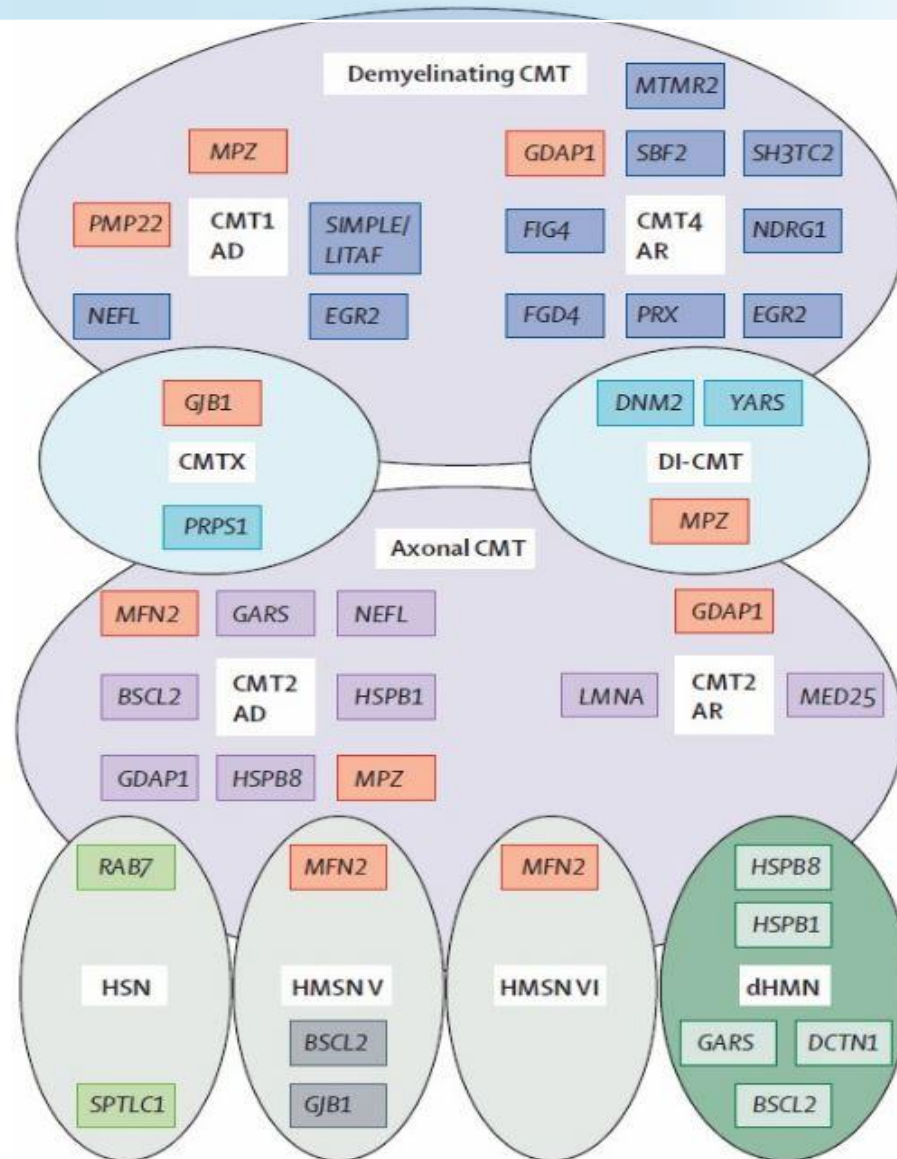 Demyelinating CMT
MTMR2
MPZ
GDAP1
SBF2
SH3TC2
PMP22
CMT1
AD
SIMPLE/
LITAF
FIG4
CMT4
AR
NDRG1
NEFL
EGR2
FGD4
PRX
EGR2
GJB1
CMTX
PRPS1
DNM2
YARS
DI-CMT
MPZ
Axonal CMT
MFN2
GARS
NEFL
GDAP1
BSCL2
CMT2
AD
HSPB1
LMNA
CMT2
AR
MED25
GDAP1
HSPB8
MPZ
RAB7
HSN
SPTLC1
MFN2
HMSN V
BSCL2
GJB1
MFN2
HMSN VI
HSPB8
HSPB1
dHMN
GARS
DCTN1
BSCL2